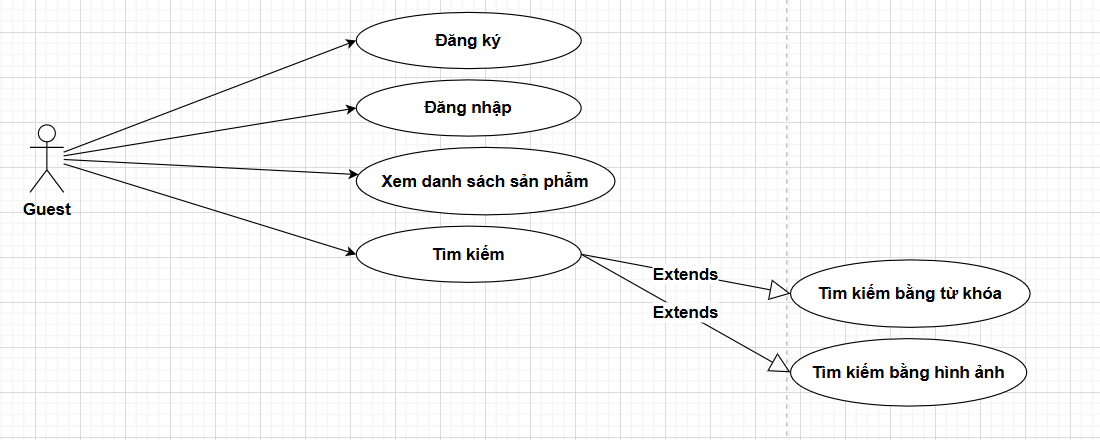 Đăng ký
Đăng nhập
Xem danh sách sản phẩm
Guest
Tìm kiếm
Extends
Tìm kiếm bằng từ khóa
Extends
Tìm kiếm bằng hình ảnh